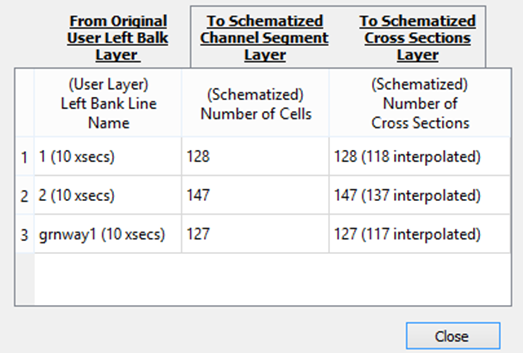 From Original
User Left Balk
Layer
To Schematized
Channel Segment
Layer
To Schematized
Cross Sections
Layer
(User Layer)
Left Bank Line
Name
(Schematized)
Number of Cells
(Schematized)
Number of
Cross Sections
1 1 (10 xsecs) 128 128 (118 interpolated)
2 2 (10 xsecs) 147 147 (137 interpolated)
3 grnway1 (10 xsecs) 127 127 (117 interpolated)
Close